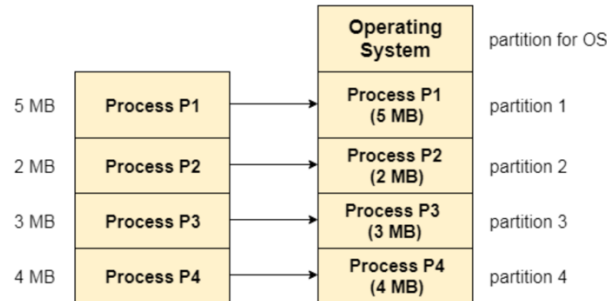 Operating
System
partition for OS
5 MB
Process P1
Process P1
(5 MB)
partition 1
2 MB
Process P2
Process P2
(2 MB)
partition 2
3 MB
Process P3
Process P3
(3 MB)
partition 3
4 MB
Process P4
Process P4
(4 MB)
partition 4